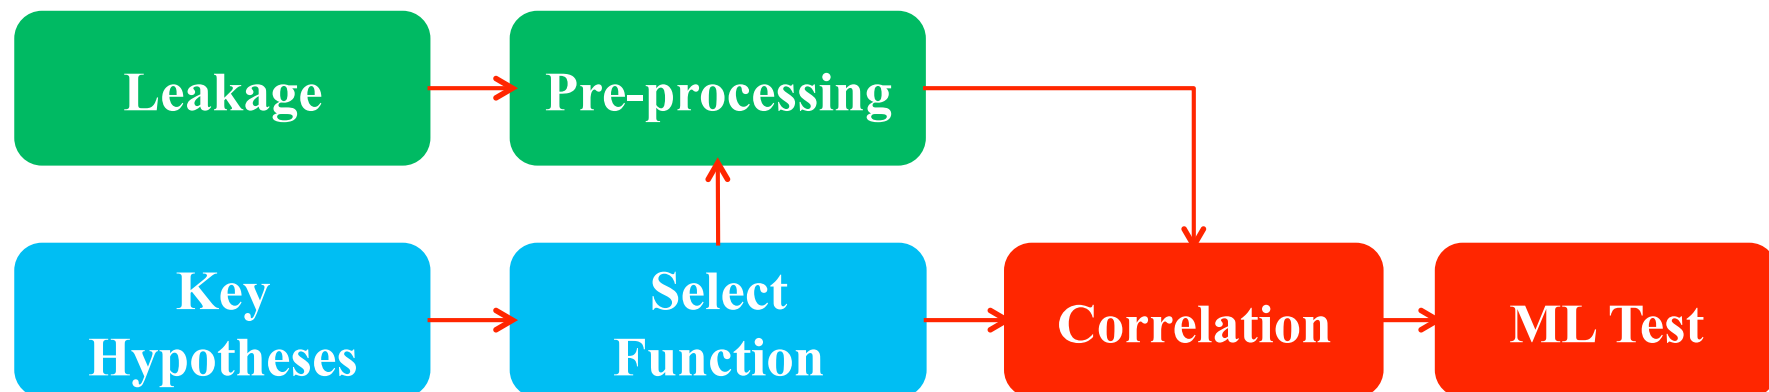 Leakage
Pre-processing
Key
Hypotheses
Select
Function
Correlation
ML Test